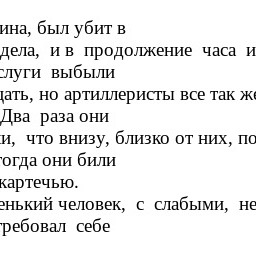 ина, был убит в
дела, и в продолжение часа и
слуги выбыли
дать, но артиллеристы все так же
Два раза они
и, что внизу, близко от них, по
тогда они били
картечью.
енький человек, с слабыми, не
требовал себе